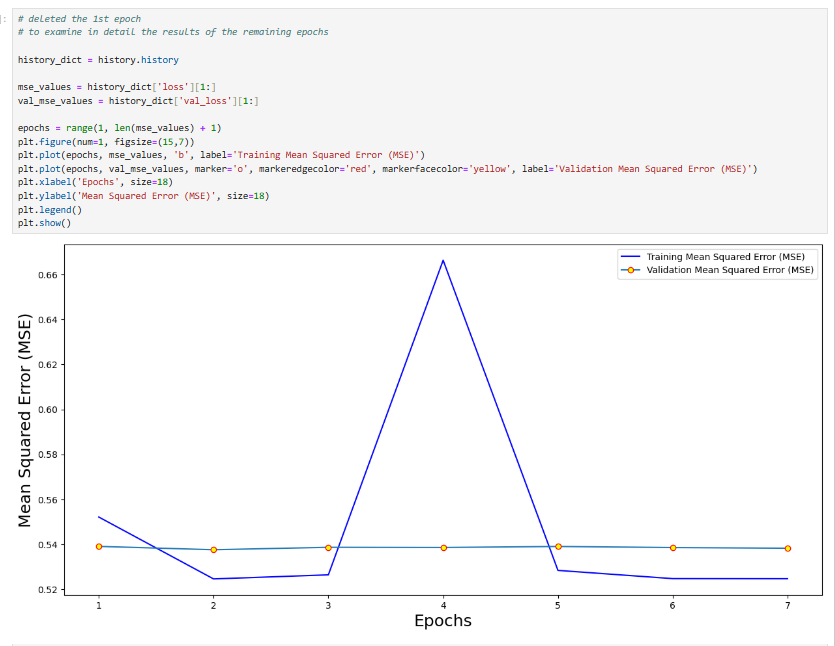 ]:
# deleted the 1st epoch
# to examine in detail the results of the remaining epochs
history_dict = history.history
mse_values = history_dict['loss'][1:]
val_mse_values = history_dict['val_loss'][1:]
epochs = range(1, len(mse_values) + 1)
plt.figure(num=1, figsize=(15,7))
plt.plot(epochs, mse_values, 'b', label='Training Mean Squared Error (MSE)')
plt.plot(epochs, val_mse_values, marker='o', markeredgecolor='red', markerfacecolor='yellow', label='Validation Mean Squared Error (MSE)')
plt.xlabel('Epochs', size=18)
plt.ylabel('Mean Squared Error (MSE)', size=18)
plt.legend()
plt.show()
Training Mean Squared Error (MSE)
Validation Mean Squared Error (MSE)
Mean Squared Error (MSE)
0.66
0.64
0.62
0.60
0.58
0.56
0.54
0.52
1 2 3 4 5 6 7
Epochs